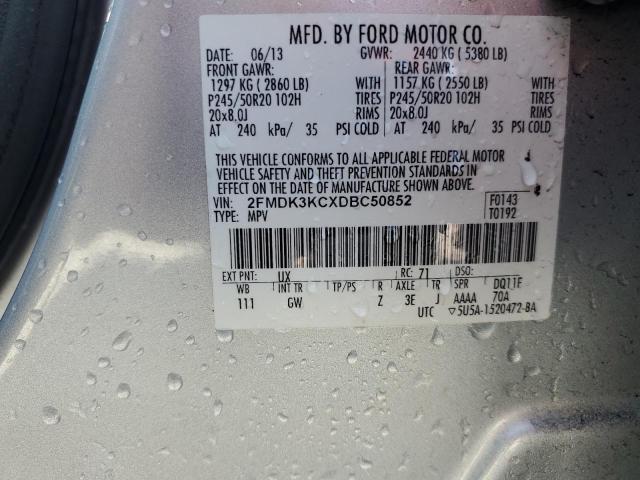 MFD. BY FORD MOTOR CO.
DATE: 06/13 GVWR: 2440 KG ( 5380 LB)
FRONT GAWR: REAR GAWR:
1297 KG ( 2860 LB) WITH 1157 KG ( 2550 LB) WITH
P245/50R20 102H TIRES P245/50R20 102H TIRES
20x8.0J RIMS 20x8.0J RIMS
AT 240 kPa/ 35 PSI COLD AT 240 kPa/ 35 PSI COLD
THIS VEHICLE CONFORMS TO ALL APPLICABLE FEDERAL MOTOR
VEHICLE SAFETY AND THEFT PREVENTION STANDARDS IN
EFFECT ON THE DATE OF MANUFACTURE SHOWN ABOVE.
VIN: 2FMDK3KCXDBC50852 F0143
TYPE: MPV T0192
EXT PNT: UX RC: 71 DSO:
WB INT TR TP/PS R AXLE TR SPR DQ11F
111 GW Z 3E J AAAA 70A
UTC ▽5U5A-1520472-BA